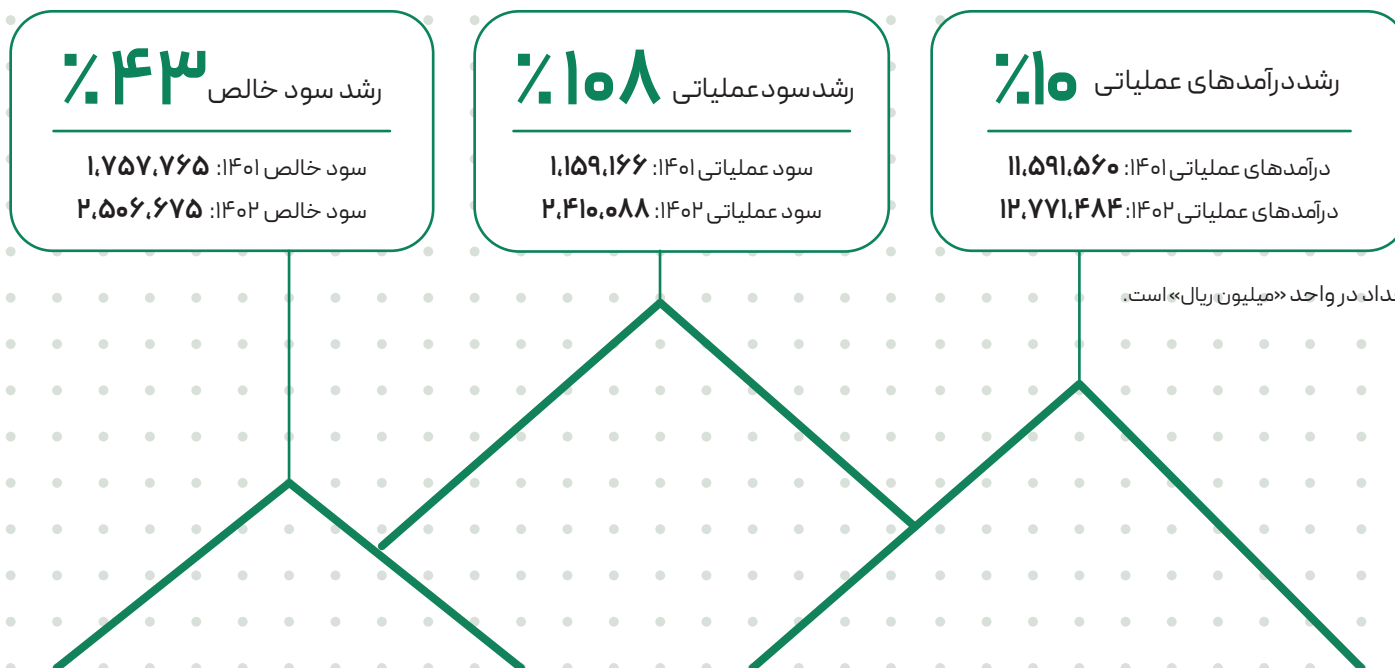 رشد درآمدهای عملیاتی ٪۱۰
درآمدهای عملیاتی ۱۴۰۱: ۱۱،۵۹۱،۵۶۰
درآمدهای عملیاتی ۱۴۰۲: ۱۲،۷۷۱،۴۸۴
رشد سود عملیاتی ٪۱۰۸
سود عملیاتی ۱۴۰۱: ۱،۱۵۹،۱۶۶
سود عملیاتی ۱۴۰۲: ۲،۴۱۰،۰۸۸
رشد سود خالص ٪۴۳
سود خالص ۱۴۰۱: ۱،۷۵۷،۷۶۵
سود خالص ۱۴۰۲: ۲،۵۰۶،۶۷۵
در واحد «میلیون ریال» است.